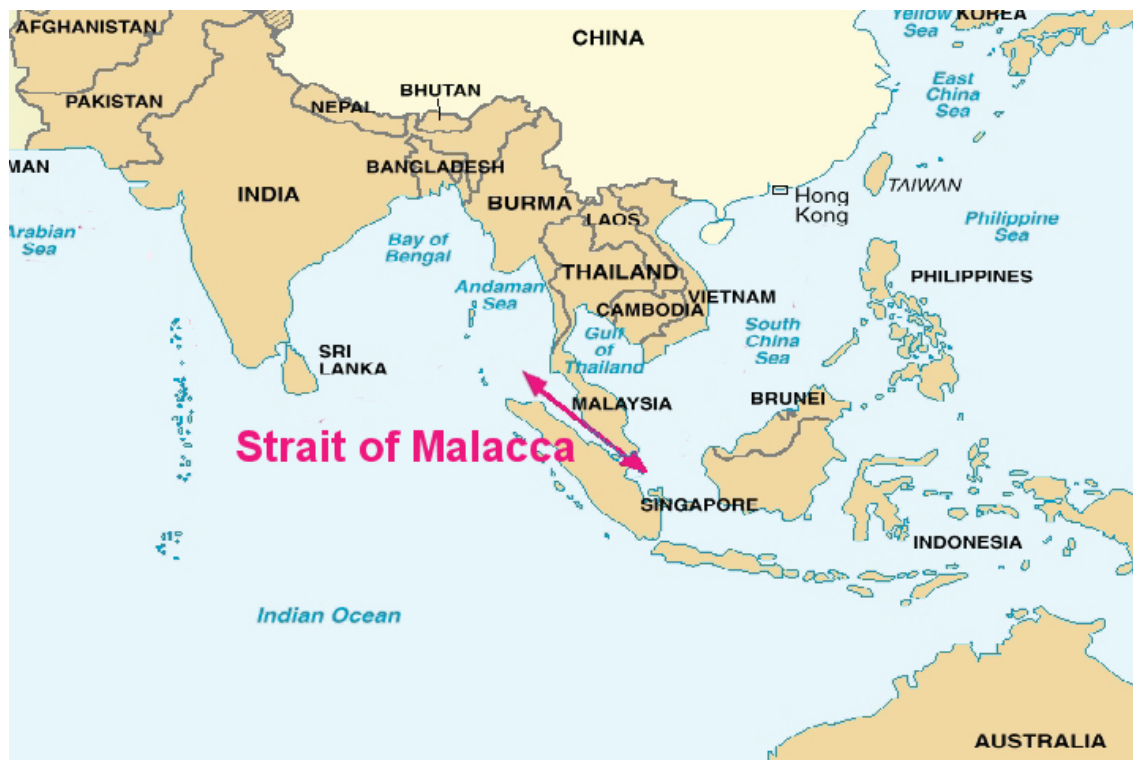 AFGHANISTAN
CHINA
Yellow
Sea
KOREA
East
China
Sea
PAKISTAN
NEPAL
BHUTAN
BANGLADESH
MAN
INDIA
BURMA
LAOS
Hong
Kong
TAIWAN
Arabian
Sea
Bay of
Bengal
Philippine
Sea
THAILAND
PHILIPPINES
Andaman
Sea
CAMBODIA
VIETNAM
Gulf
of
Thailand
South
China
Sea
SRI
LANKA
MALAYSIA
BRUNEI
Strait of Malacca
SINGAPORE
INDONESIA
Indian Ocean
AUSTRALIA